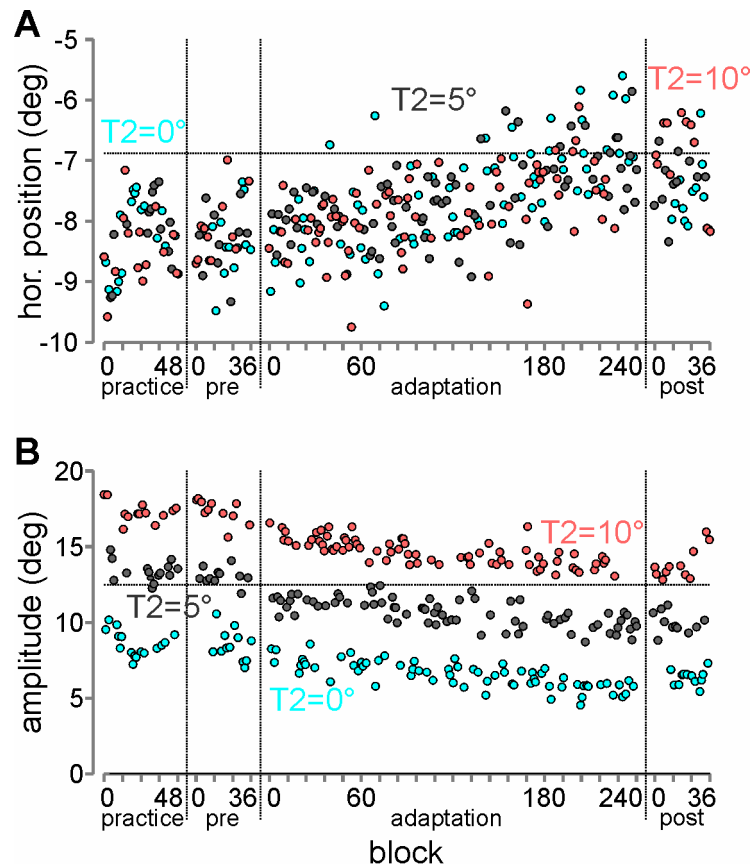 A
hor. position (deg)
-5
-6
-7
-8
-9
-10
T2=0°
T2=5°
T2=10°
0 48 0 36 0 60 180 240 0 36
practice pre adaptation post
B
amplitude (deg)
20
15
10
5
0
T2=10°
T2=5°
T2=0°
0 48 0 36 0 60 180 240 0 36
practice pre adaptation post
block